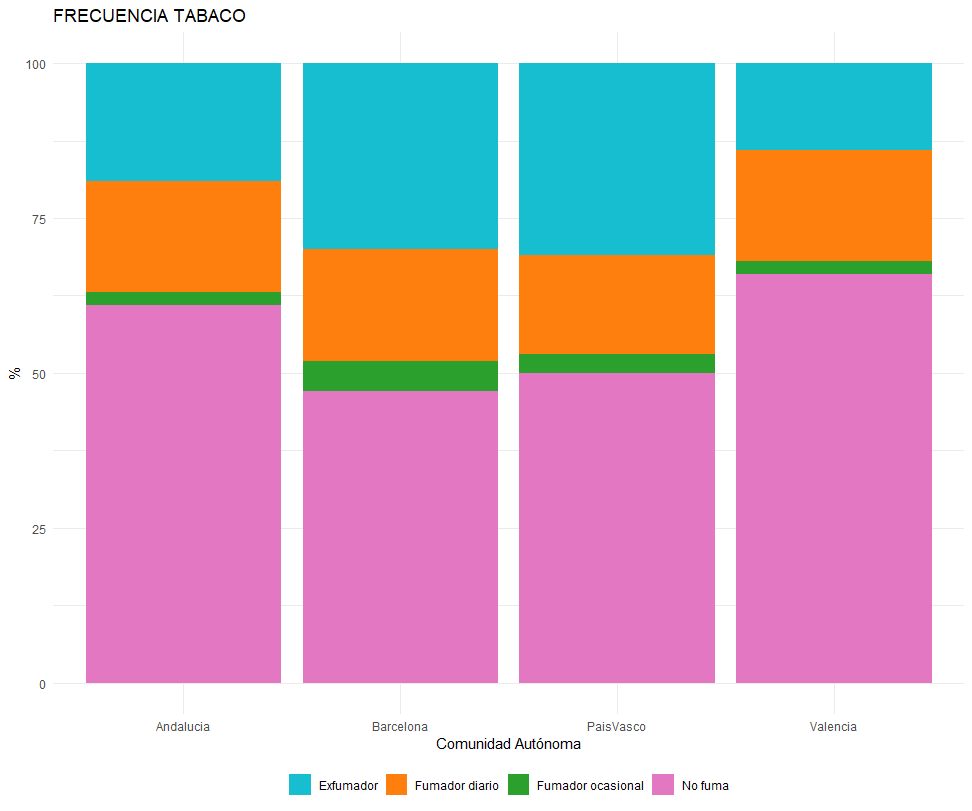 FRECUENCIA TABACO
100
75
50
25
0
%
Andalucia Barcelona PaisVasco Valencia
Comunidad Autónoma
Exfumador Fumador diario Fumador ocasional No fuma